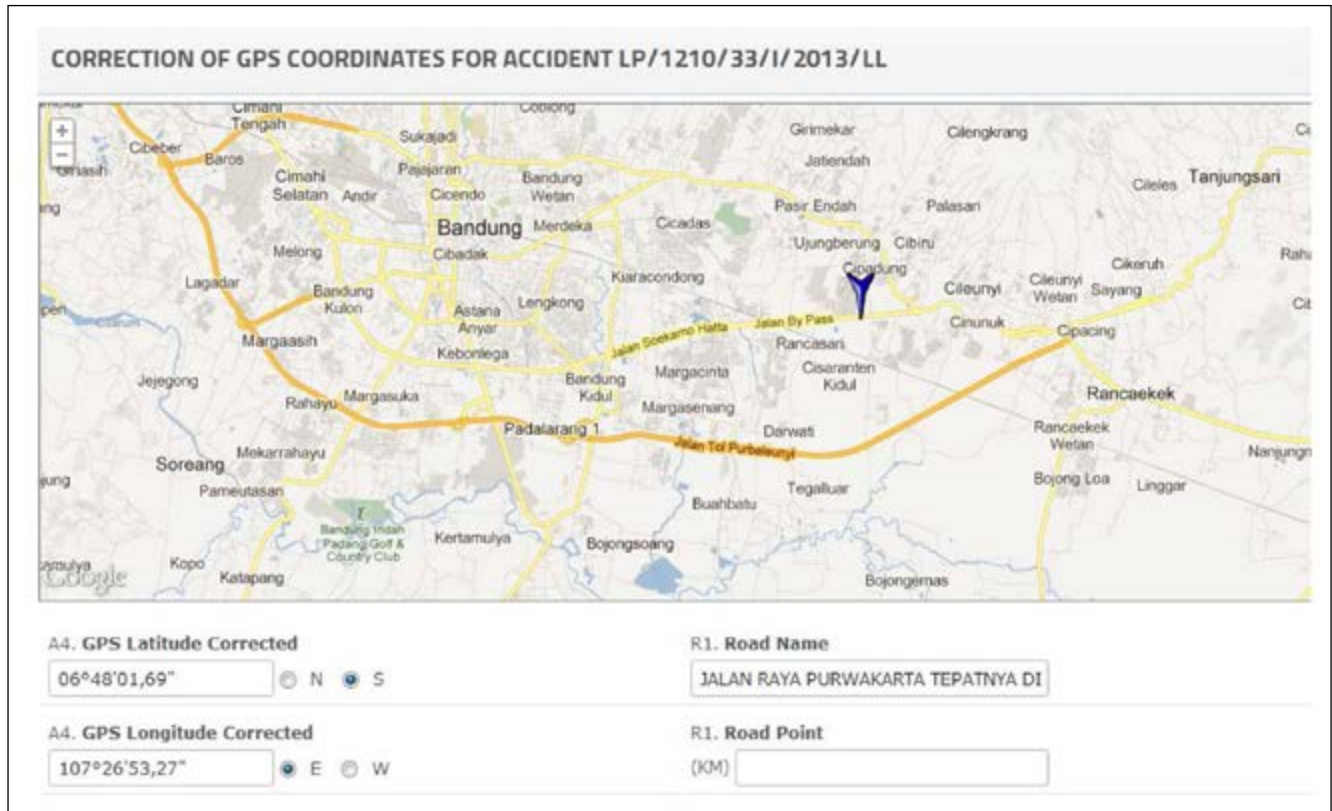 CORRECTION OF GPS COORDINATES FOR ACCIDENT LP/1210/33/I/2013/LL
Cimahi
Tengah
Coblong
Sukajadi
Girimekar
Cilengkrang
+
−
Cibeber
Baros
Cimahi
Selatan
Andir
Pajajaran
Cicendo
Bandung
Wetan
Jatiendah
Cileles
Tanjungsari
Pasir Endah
Palasari
Bandung
Merdeka
Cicadas
Melong
Cibadak
Ujungberung
Cibiru
Cipadung
Cikeruh
Lagadar
Bandung
Kulon
Kiaracondong
Cileunyi
Cileunyi
Wetan
Sayang
Astana
Anyar
Lengkong
Jalan Soekarno Hatta
Jalan By Pass
Cinunuk
Cipacing
Margaasih
Kebonlega
Rancasari
Cisaranten
Kidul
Jejegong
Rahayu
Margasuka
Bandung
Kidul
Margacinta
Margasenang
Rancaekek
Padalarang 1
Darwati
Jalan Tol Purbaleunyi
Rancaekek
Wetan
Soreang
Mekarrahayu
Pameutasan
Tegalluar
Bojong Loa
Linggar
Buahbatu
Bandung Indah
Padang Golf &
Country Club
Kertamulya
Bojongsoang
Kopo
Katapang
Bojongemas
Google
A4. GPS Latitude Corrected
06°48'01,69"
N
S
R1. Road Name
JALAN RAYA PURWAKARTA TEPATNYA DI
A4. GPS Longitude Corrected
107°26'53,27"
E
W
R1. Road Point
(KM)